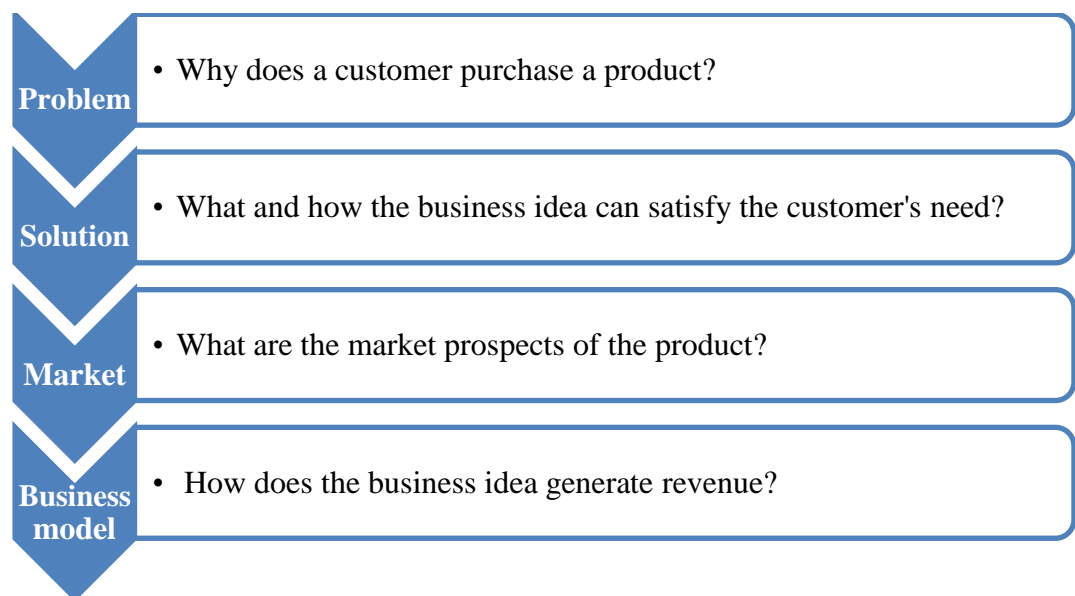 Problem
• Why does a customer purchase a product?
Solution
• What and how the business idea can satisfy the customer's need?
Market
• What are the market prospects of the product?
Business
model
• How does the business idea generate revenue?